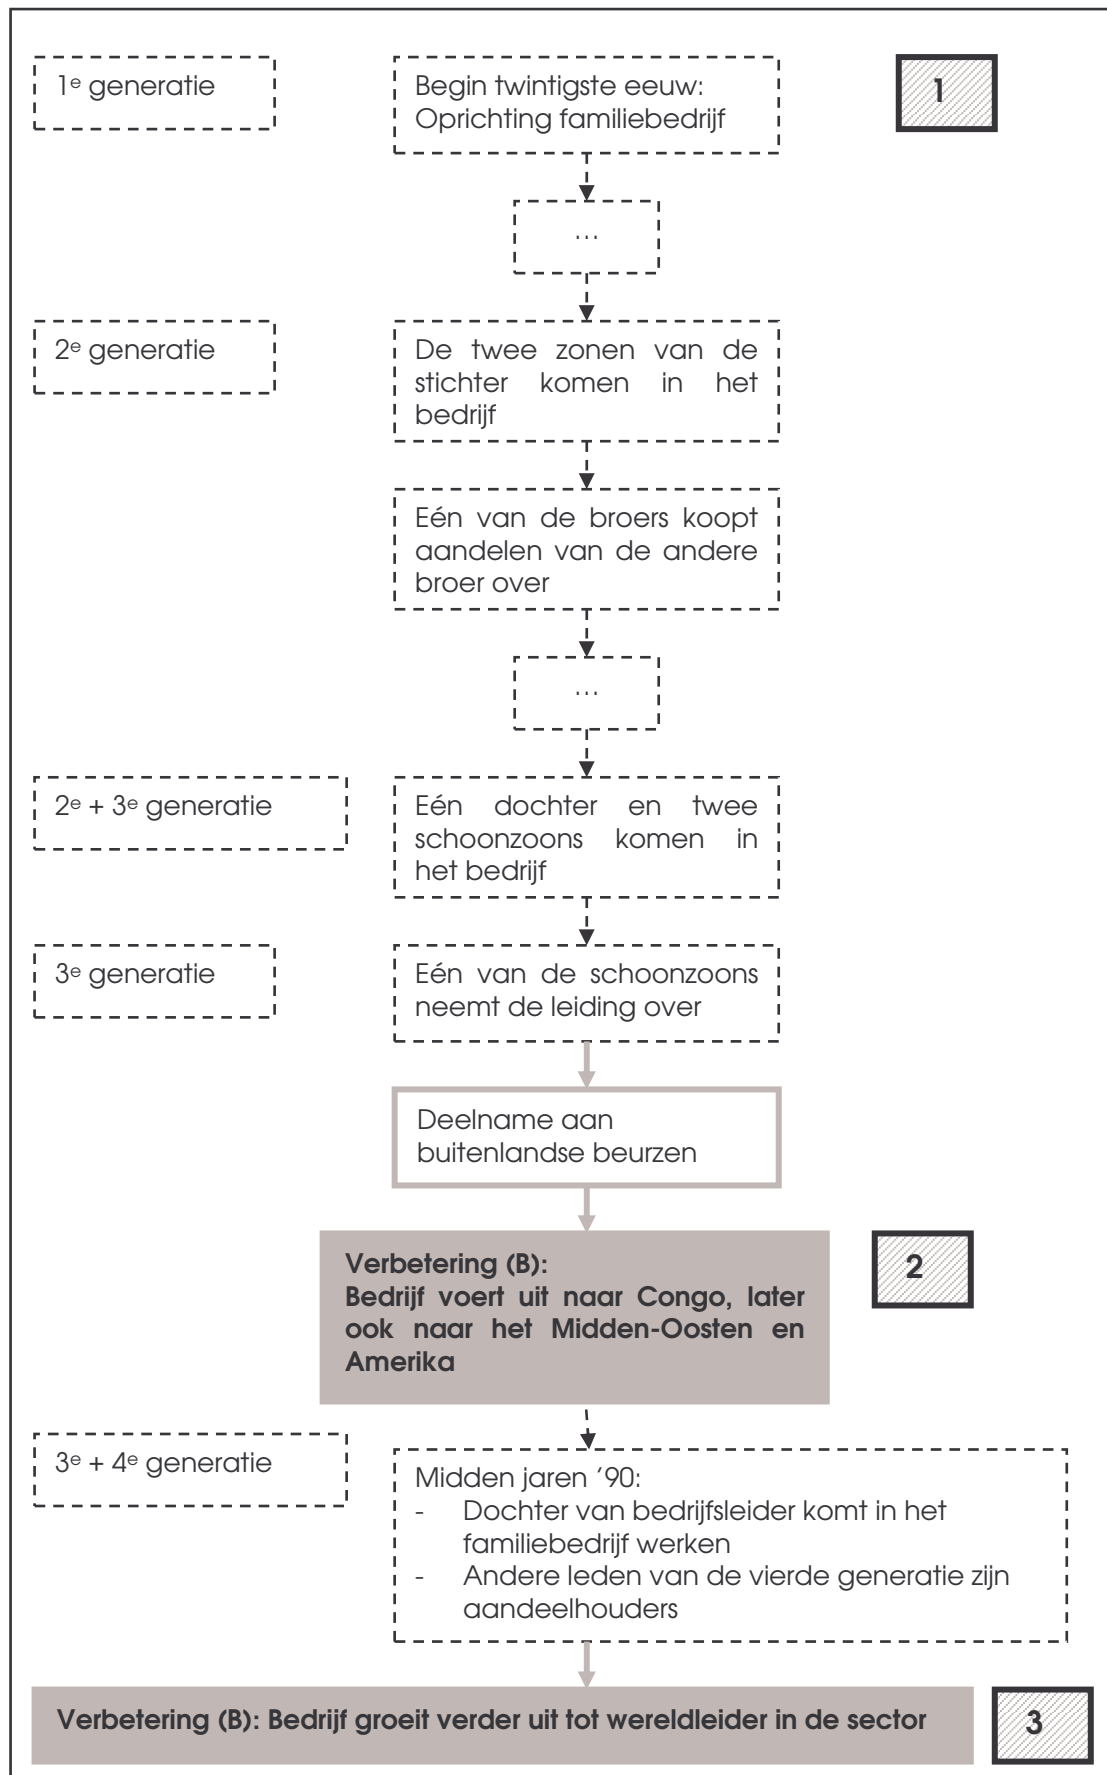 1e generatie
Begin twintigste eeuw:
Oprichting familiebedrijf
1
...
2e generatie
De twee zonen van de
stichter komen in het
bedrijf
Eén van de broers koopt
aandelen van de andere
broer over
...
2e + 3e generatie
Eén dochter en twee
schoonzoons komen in
het bedrijf
3e generatie
Eén van de schoonzoons
neemt de leiding over
Deelname aan
buitenlandse beurzen
Verbetering (B):
Bedrijf voert uit naar Congo, later
ook naar het Midden-Oosten en
Amerika
2
3e + 4e generatie
Midden jaren ’90:
- Dochter van bedrijfsleider komt in het
familiebedrijf werken
- Andere leden van de vierde generatie zijn
aandeelhouders
Verbetering (B): Bedrijf groeit verder uit tot wereldleider in de sector
3